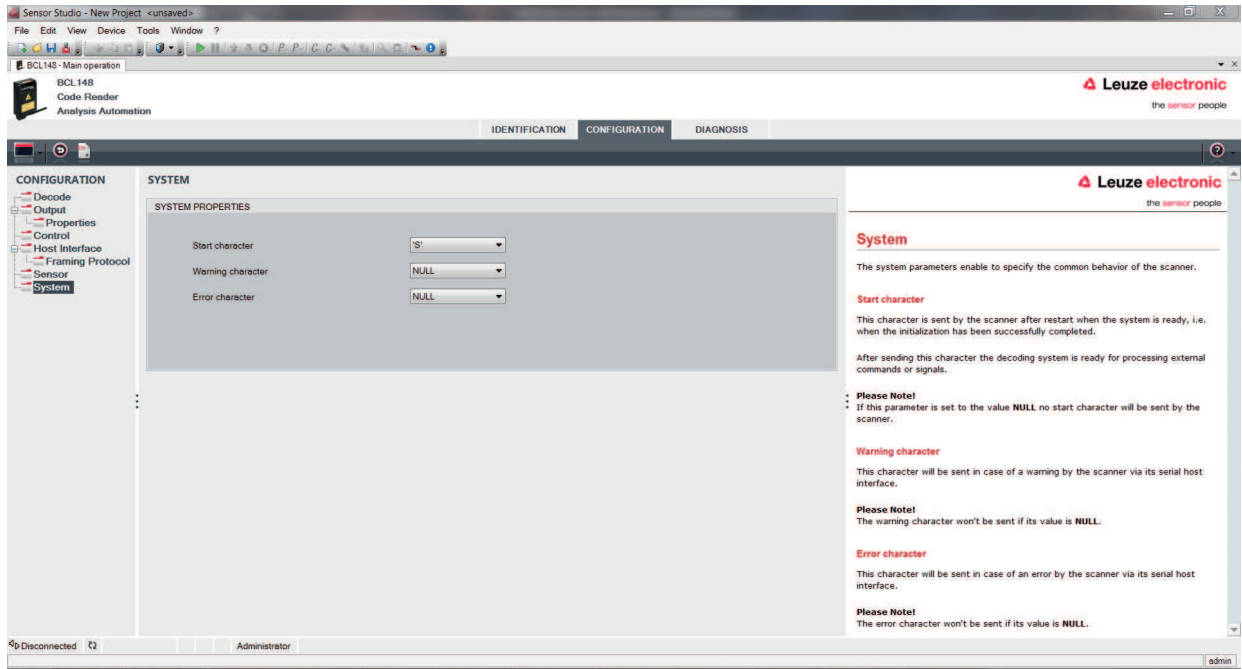 Sensor Studio - New Project <unsaved>
File Edit View Device Tools Window ?
BCL148 - Main operation
BCL148
Code Reader
Analysis Automation
Leuze electronic
the sensor people
IDENTIFICATION CONFIGURATION DIAGNOSIS
CONFIGURATION
Decode
Output
Properties
Control
Host Interface
Framing Protocol
Sensor
System
SYSTEM
SYSTEM PROPERTIES
Start character 'S'
Warning character NULL
Error character NULL
Leuze electronic
the sensor people
System
The system parameters enable to specify the common behavior of the scanner.
Start character
This character is sent by the scanner after restart when the system is ready, i.e.
when the initialization has been successfully completed.
After sending this character the decoding system is ready for processing external
commands or signals.
Please Note!
If this parameter is set to the value NULL no start character will be sent by the
scanner.
Warning character
This character will be sent in case of a warning by the scanner via its serial host
interface.
Please Note!
The warning character won't be sent if its value is NULL.
Error character
This character will be sent in case of an error by the scanner via its serial host
interface.
Please Note!
The error character won't be sent if its value is NULL.
Disconnected Administrator
admin